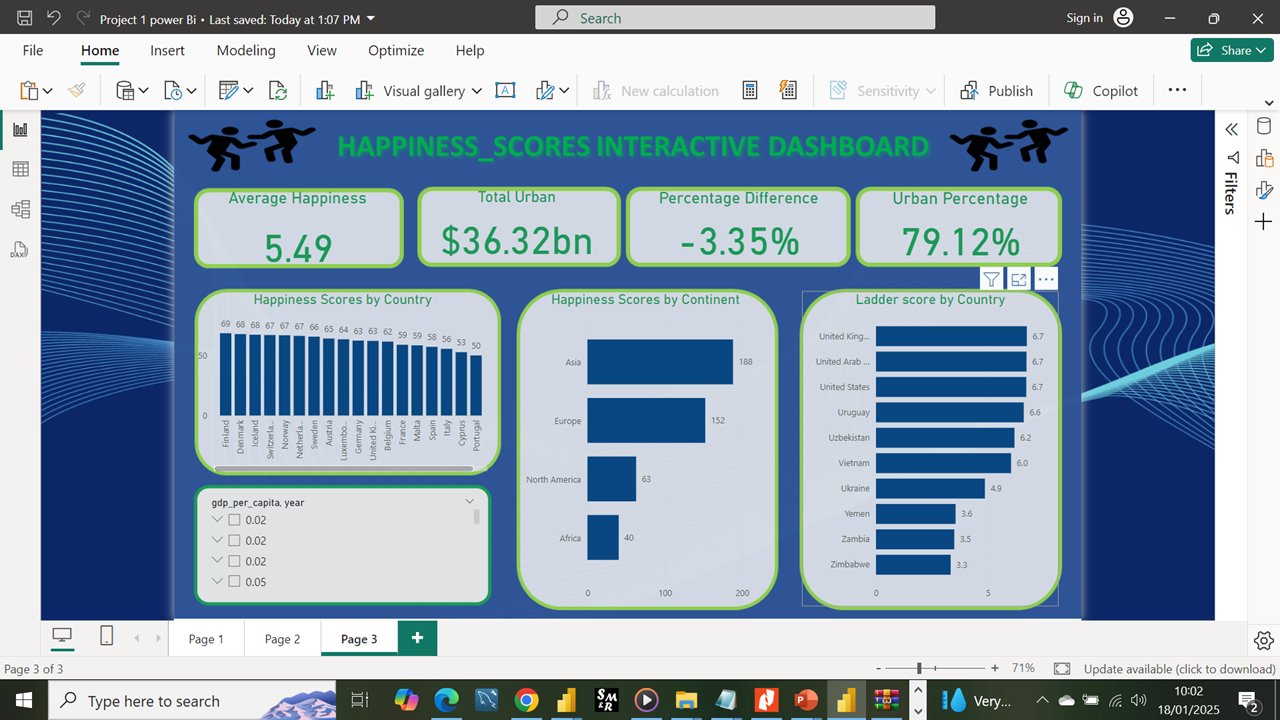 Project 1 power Bi • Last saved: Today at 1:07 PM
Search
Sign in
File Home Insert Modeling View Optimize Help
Share
Visual gallery
New calculation
Sensitivity
Publish
Copilot
HAPPINESS_SCORES INTERACTIVE DASHBOARD
Filters
Average Happiness
5.49
Total Urban
$36.32bn
Percentage Difference
-3.35%
Urban Percentage
79.12%
Happiness Scores by Country
69 68 68 67 67 67 66 65 64 63 63 62 59 59 58 56 53 50
50
0
Finland Denmark Iceland Switzerla... Norway Netherla... Sweden Austria Luxembo... Germany United Ki... Belgium France Malta Spain Italy Cyprus Portugal
gdp_per_capita, year
0.02
0.02
0.02
0.05
Happiness Scores by Continent
Asia 188
Europe 152
North America 63
Africa 40
0 100 200
Ladder score by Country
United King... 6.7
United Arab ... 6.7
United States 6.7
Uruguay 6.6
Uzbekistan 6.2
Vietnam 6.0
Ukraine 4.9
Yemen 3.6
Zambia 3.5
Zimbabwe 3.3
0 5
Page 1 Page 2 Page 3 +
Page 3 of 3
- + 71%
Update available (click to download)
Type here to search
SM
&R
Very...
10:02
18/01/2025
2